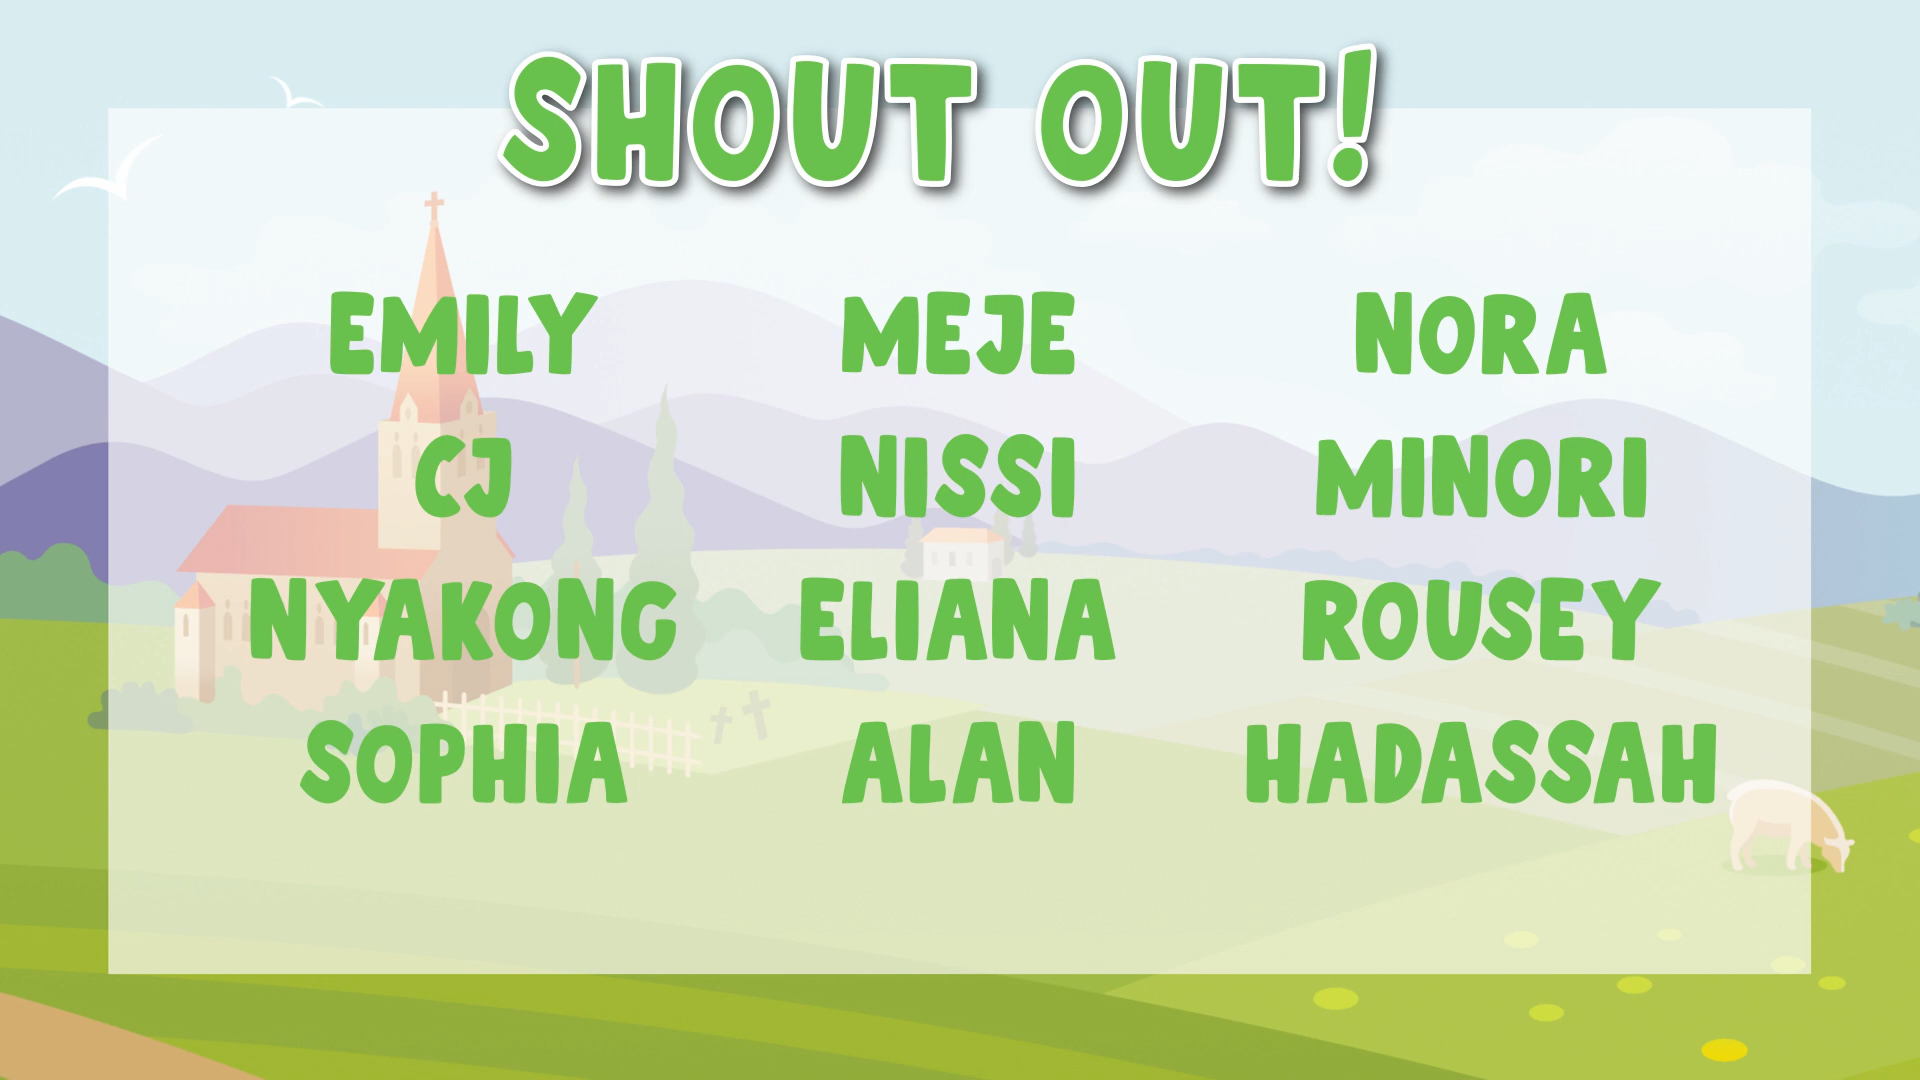 SHOUT OUT!
EMILY MEJE NORA
CJ NISSI MINORI
NYAKONG ELIANA ROUSEY
SOPHIA ALAN HADASSAH